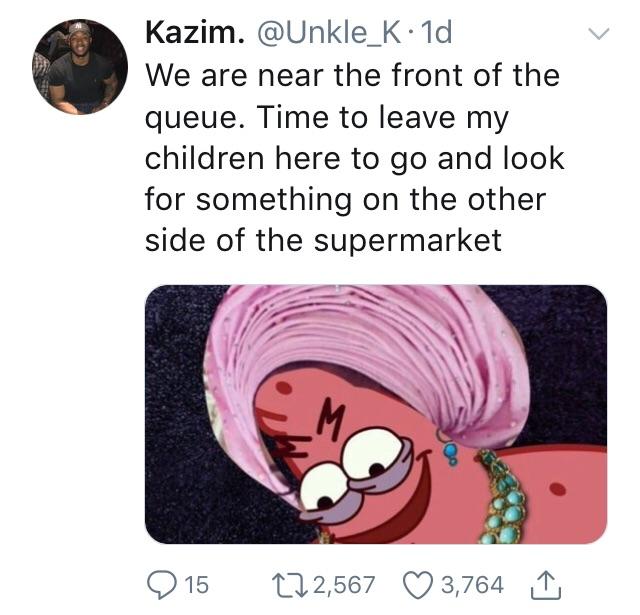 Kazim. @Unkle_K · 1d
We are near the front of the
queue. Time to leave my
children here to go and look
for something on the other
side of the supermarket
M
15 2,567 3,764